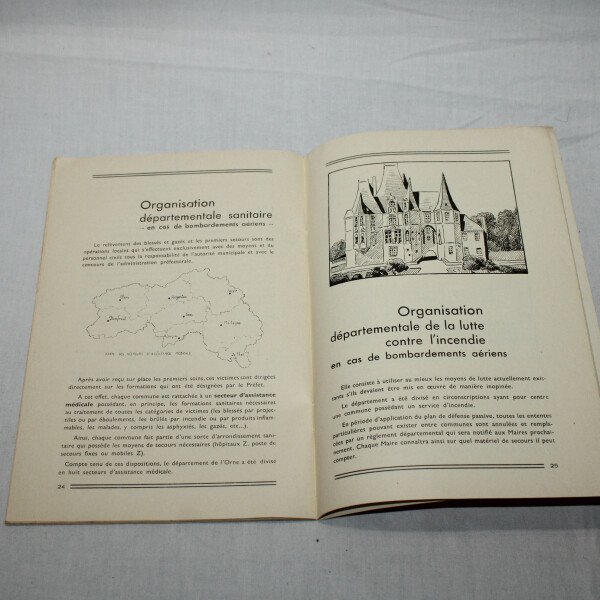 Organisation
départementale sanitaire
- en cas de bombardements aériens -
Le relèvement des blessés et gazés et les premiers secours sont des
opérations locales qui s'effectuent exclusivement avec des moyens et du
personnel civils sous la responsabilité de l'autorité municipale et avec le
concours de l'administration préfectorale.
Flers
Argentan
Domfront
Sées
Mortagne
CARTE DES SECTEURS D'ASSISTANCE MÉDICALE
Après avoir reçu sur place les premiers soins, ces victimes sont dirigées
directement sur les formations qui ont été désignées par le Préfet.
A cet effet, chaque commune est rattachée à un secteur d'assistance
médicale possédant, en principe, les formations sanitaires nécessaires
au traitement de toutes les catégories de victimes (les blessés par projec-
tiles ou par éboulements, les brûlés par incendie ou par produits inflam-
mables, les malades, y compris les asphyxiés, les gazés, etc...).
Ainsi, chaque commune fait partie d'une sorte d'arrondissement sani-
taire qui possède les moyens de secours nécessaires (hôpitaux Z, poste de
secours fixes ou mobiles Z).
Compte tenu de ces dispositions, le département de l'Orne a été divisé
en huit secteurs d'assistance médicale.
24
Organisation
départementale de la lutte
contre l'incendie
en cas de bombardements aériens
Elle consiste à utiliser au mieux les moyens de lutte actuellement exis-
tants s'ils devaient être mis en œuvre de manière inopinée.
Le département a été divisé en circonscriptions ayant pour centre
une commune possédant un service d'incendie.
En période d'application du plan de défense passive, toutes les ententes
particulières pouvant exister entre communes sont annulées et rempla-
cées par un règlement départemental qui sera notifié aux Maires prochai-
nement. Chaque Maire connaîtra ainsi sur quel matériel de secours il peut
compter.
25